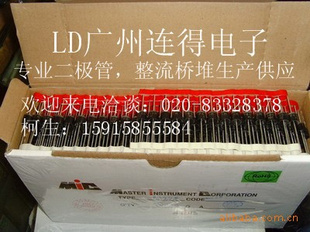 LD广州连得电子
专业二极管，整流桥堆生产供应
欢迎来电洽谈：020-83328378
柯生：15915855584
MIC
MASTER INSTRUMENT CORPORATION